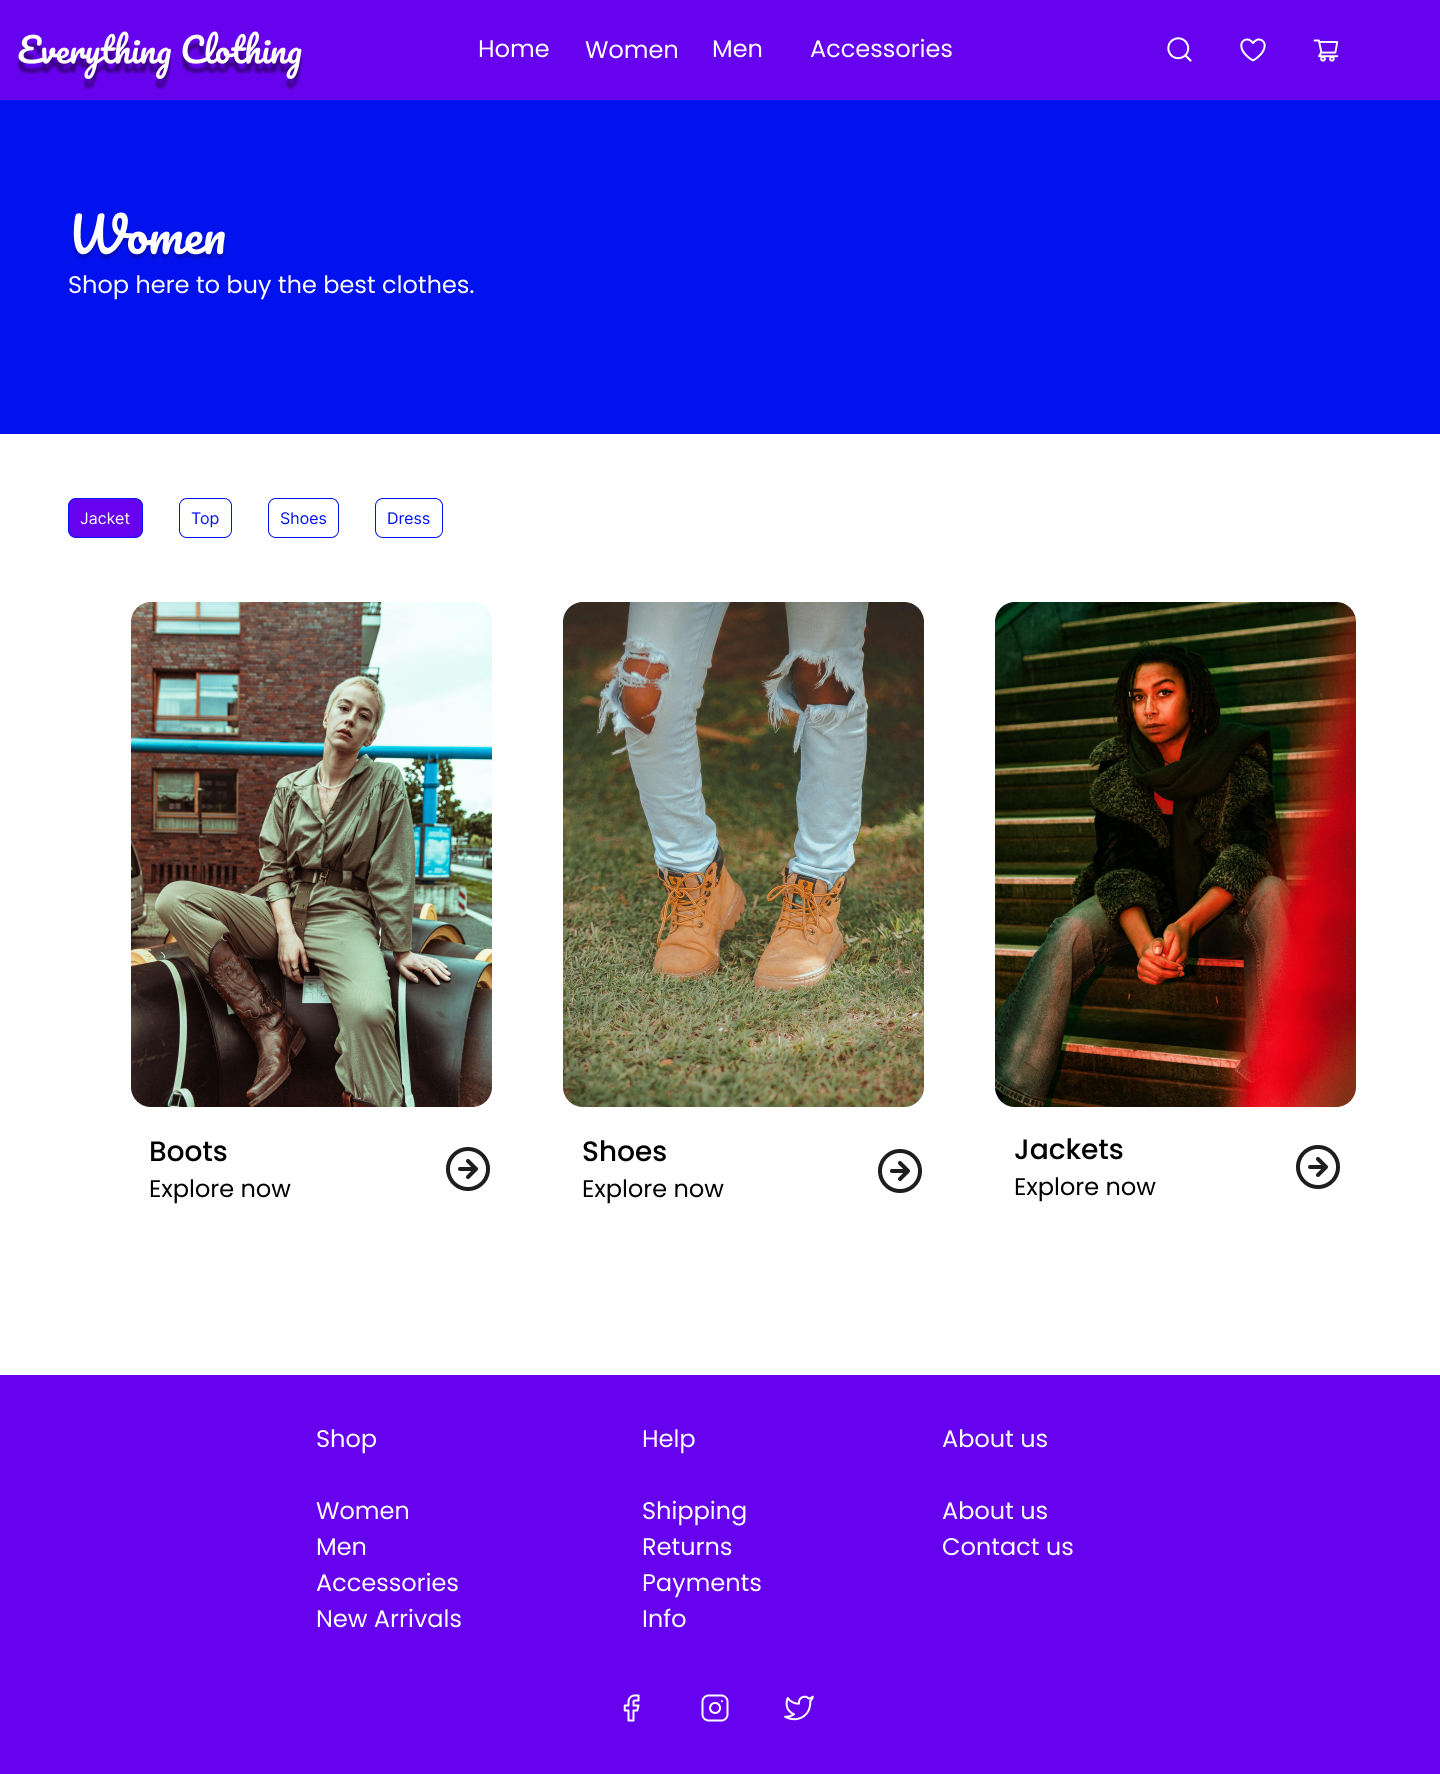 Everything Clothing
Home Women Men Accessories
Women
Shop here to buy the best clothes.
Jacket Top Shoes Dress
Boots
Explore now
Shoes
Explore now
Jackets
Explore now
Shop
Women
Men
Accessories
New Arrivals
Help
Shipping
Returns
Payments
Info
About us
About us
Contact us